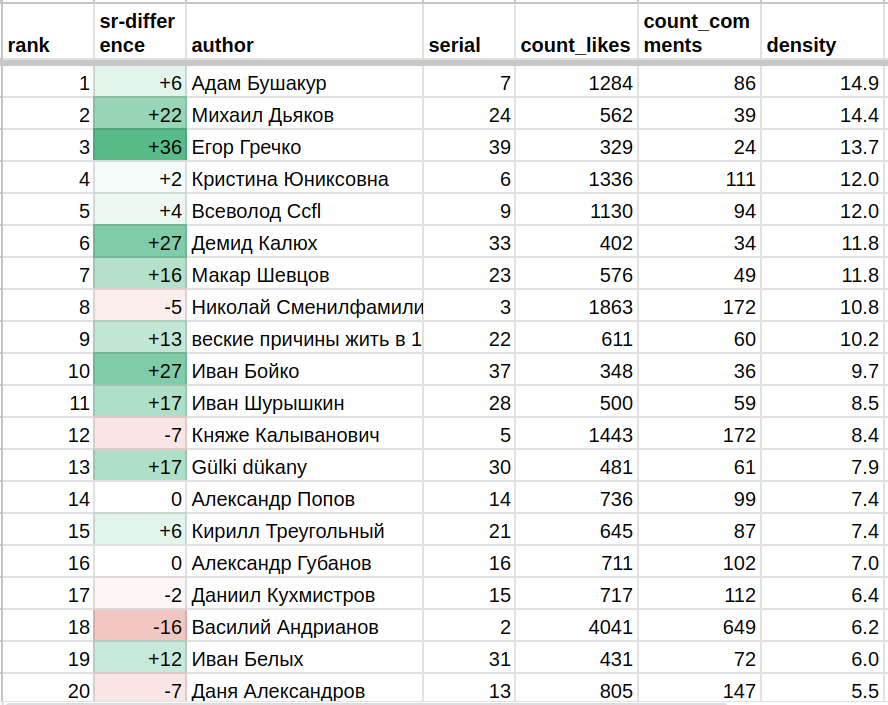 rank sr-differ ence author serial count_likes count_com ments density
1 +6 Адам Бушакур 7 1284 86 14.9
2 +22 Михаил Дьяков 24 562 39 14.4
3 +36 Егор Гречко 39 329 24 13.7
4 +2 Кристина Юниксовна 6 1336 111 12.0
5 +4 Всеволод Ccfl 9 1130 94 12.0
6 +27 Демид Калюх 33 402 34 11.8
7 +16 Макар Шевцов 23 576 49 11.8
8 -5 Николай Сменилфамили 3 1863 172 10.8
9 +13 веские причины жить в 1 22 611 60 10.2
10 +27 Иван Бойко 37 348 36 9.7
11 +17 Иван Шурышкин 28 500 59 8.5
12 -7 Княже Калыванович 5 1443 172 8.4
13 +17 Gülki dükany 30 481 61 7.9
14 0 Александр Попов 14 736 99 7.4
15 +6 Кирилл Треугольный 21 645 87 7.4
16 0 Александр Губанов 16 711 102 7.0
17 -2 Даниил Кухмистров 15 717 112 6.4
18 -16 Василий Андрианов 2 4041 649 6.2
19 +12 Иван Белых 31 431 72 6.0
20 -7 Даня Александров 13 805 147 5.5